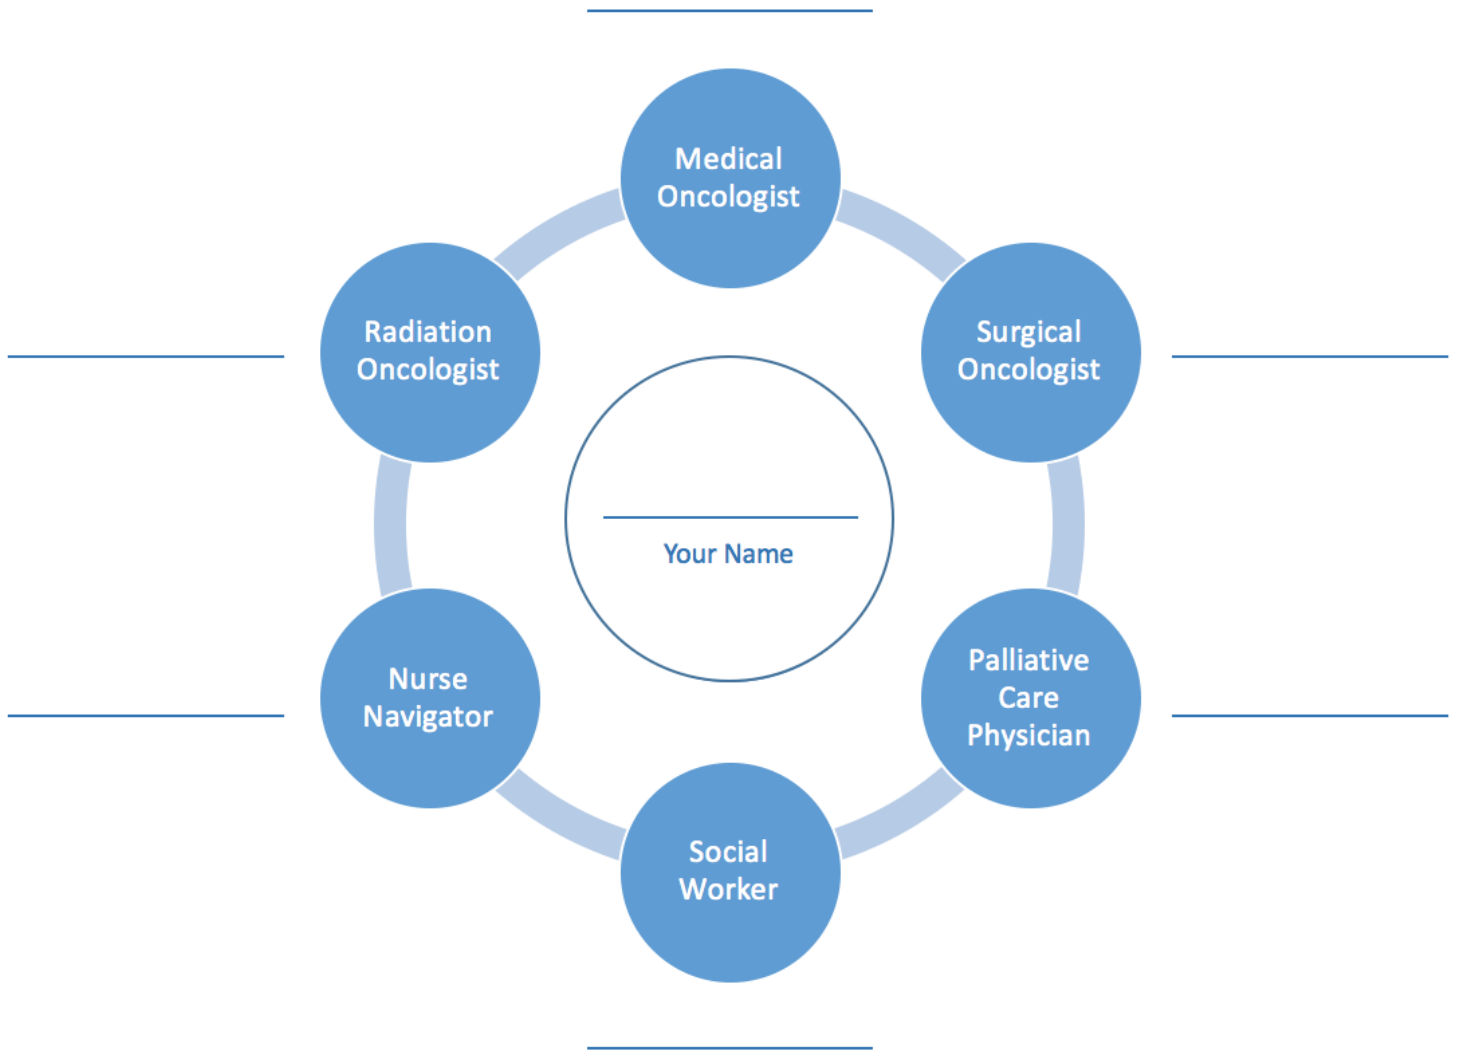 Medical
Oncologist
Radiation
Oncologist
Surgical
Oncologist
Your Name
Nurse
Navigator
Palliative
Care
Physician
Social
Worker